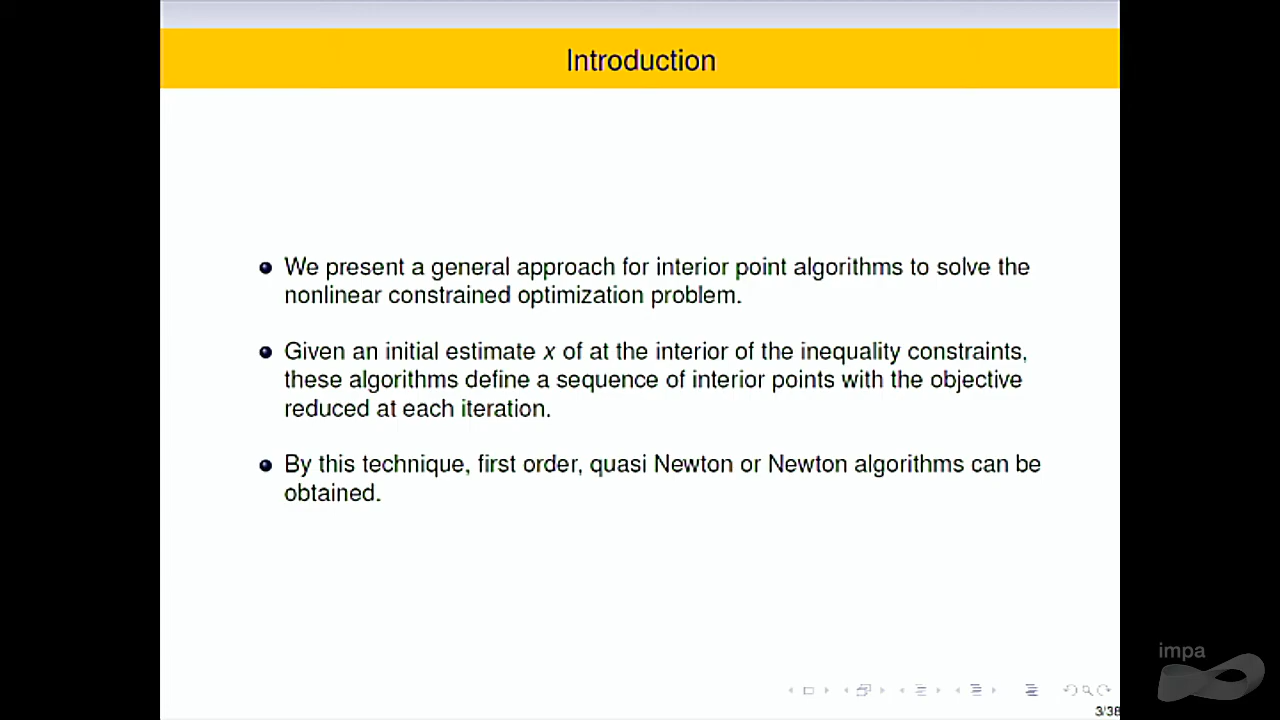 Introduction
We present a general approach for interior point algorithms to solve the
nonlinear constrained optimization problem.
Given an initial estimate x of at the interior of the inequality constraints,
these algorithms define a sequence of interior points with the objective
reduced at each iteration.
By this technique, first order, quasi Newton or Newton algorithms can be
obtained.
impa
3/38